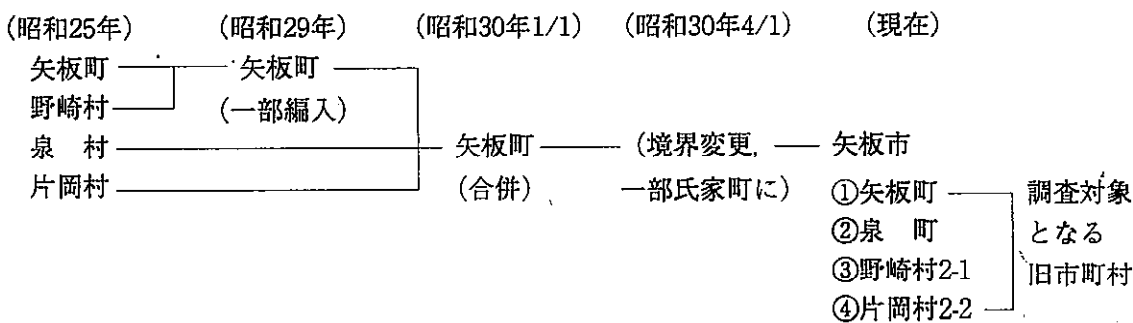 (昭和25年) (昭和29年) (昭和30年1/1) (昭和30年4/1) (現在)
矢板町 矢板町
野崎村 (一部編入)
泉 村 矢板町 (境界変更, 矢板市
片岡村 (合併) 一部氏家町に) ①矢板町 調査対象
②泉 町 となる
③野崎村2-1 旧市町村
④片岡村2-2